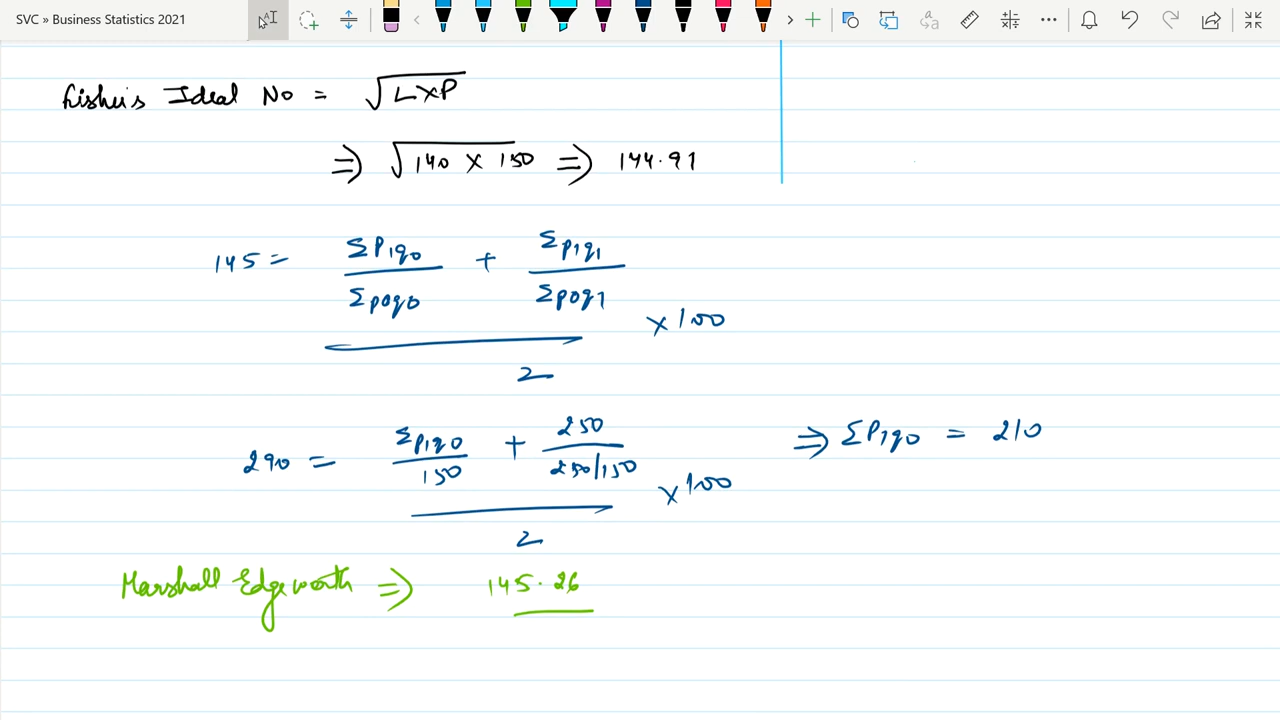 SVC » Business Statistics 2021
Fisher's Ideal No = √L×P
⇒ √140 × 150 ⇒ 144.91
145 = Σp1q0 / Σp0q0 + Σp1q1 / Σp0q1
× 100
2
290 = Σp1q0 / 150 + 250 / 250/150 ⇒ Σp1q0 = 210
× 100
2
Marshall Edgeworth ⇒ 145.26